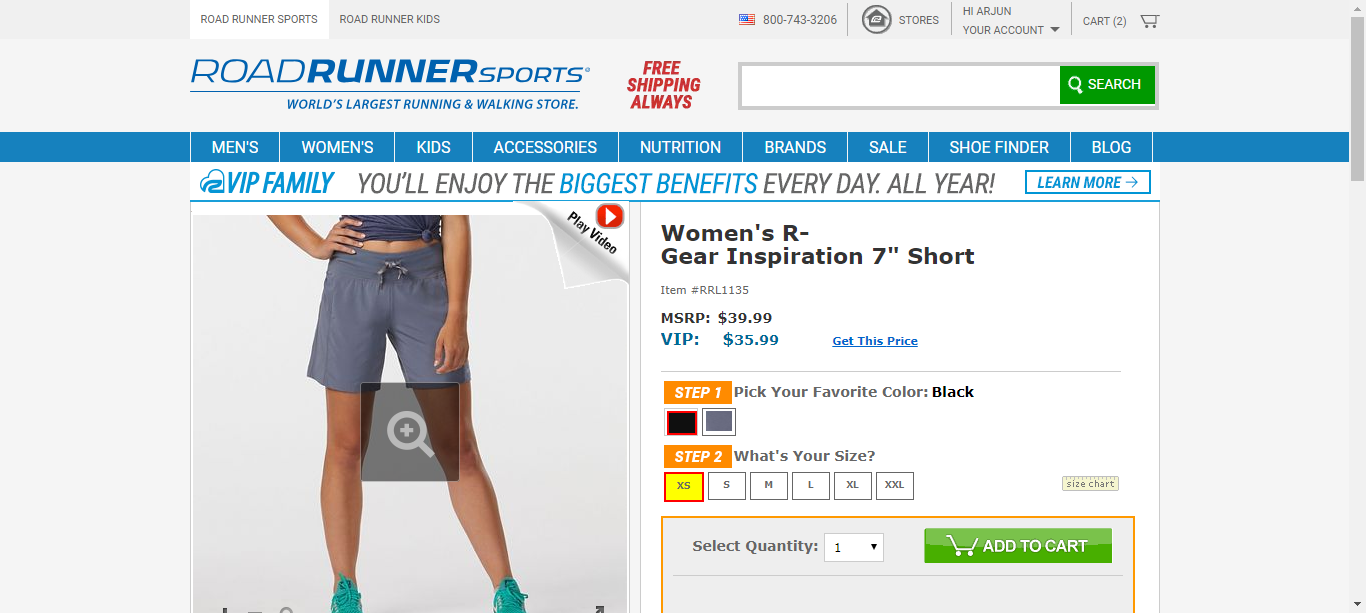 ROAD RUNNER SPORTS
ROAD RUNNER KIDS
800-743-3206
STORES
HI ARJUN
YOUR ACCOUNT
CART (2)
ROADRUNNERSPORTS
WORLD'S LARGEST RUNNING & WALKING STORE.
FREE
SHIPPING
ALWAYS
SEARCH
MEN'S
WOMEN'S
KIDS
ACCESSORIES
NUTRITION
BRANDS
SALE
SHOE FINDER
BLOG
VIP FAMILY YOU'LL ENJOY THE BIGGEST BENEFITS EVERY DAY. ALL YEAR!
LEARN MORE →
Play Video
Women's R-
Gear Inspiration 7" Short
Item #RRL1135
MSRP: $39.99
VIP: $35.99 Get This Price
STEP 1 Pick Your Favorite Color: Black
STEP 2 What's Your Size?
XS
S
M
L
XL
XXL
size chart
Select Quantity: 1
ADD TO CART